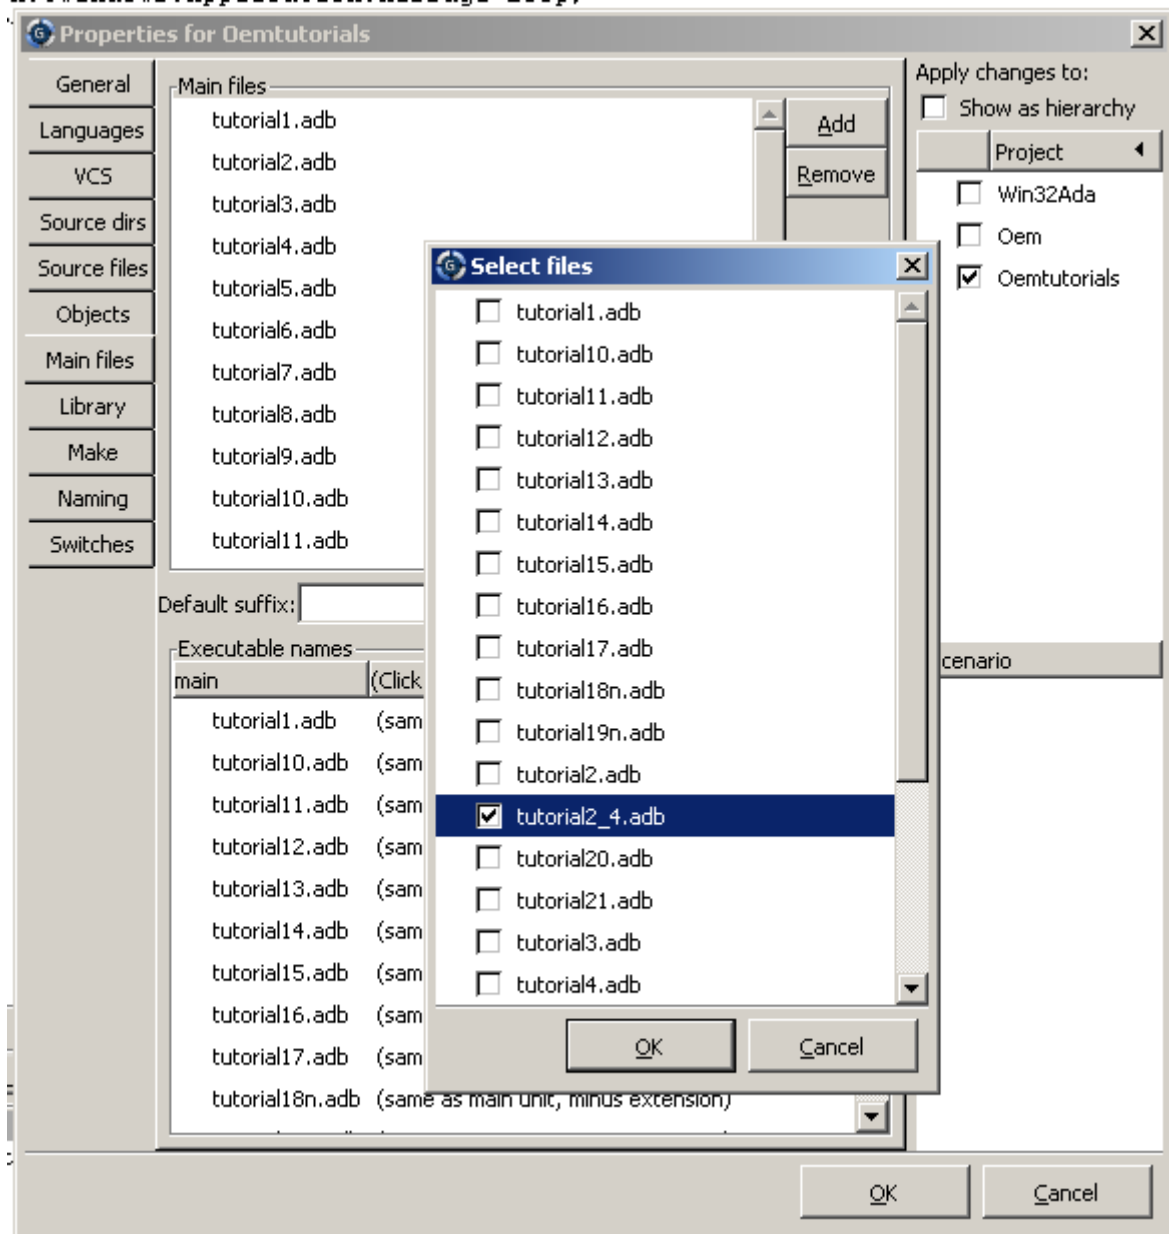 Properties for Oemtutorials
General
Languages
VCS
Source dirs
Source files
Objects
Main files
Library
Make
Naming
Switches
Main files
tutorial1.adb
tutorial2.adb
tutorial3.adb
tutorial4.adb
tutorial5.adb
tutorial6.adb
tutorial7.adb
tutorial8.adb
tutorial9.adb
tutorial10.adb
tutorial11.adb
Add
Remove
Default suffix:
Executable names
main (Click
tutorial1.adb (sam
tutorial10.adb (sam
tutorial11.adb (sam
tutorial12.adb (sam
tutorial13.adb (sam
tutorial14.adb (sam
tutorial15.adb (sam
tutorial16.adb (sam
tutorial17.adb (sam
tutorial18n.adb (same as main unit, minus extension)
Select files
tutorial1.adb
tutorial10.adb
tutorial11.adb
tutorial12.adb
tutorial13.adb
tutorial14.adb
tutorial15.adb
tutorial16.adb
tutorial17.adb
tutorial18n.adb
tutorial19n.adb
tutorial2.adb
tutorial2_4.adb
tutorial20.adb
tutorial21.adb
tutorial3.adb
tutorial4.adb
OK Cancel
Apply changes to:
Show as hierarchy
Project
Win32Ada
Oem
Oemtutorials
cenario
OK Cancel